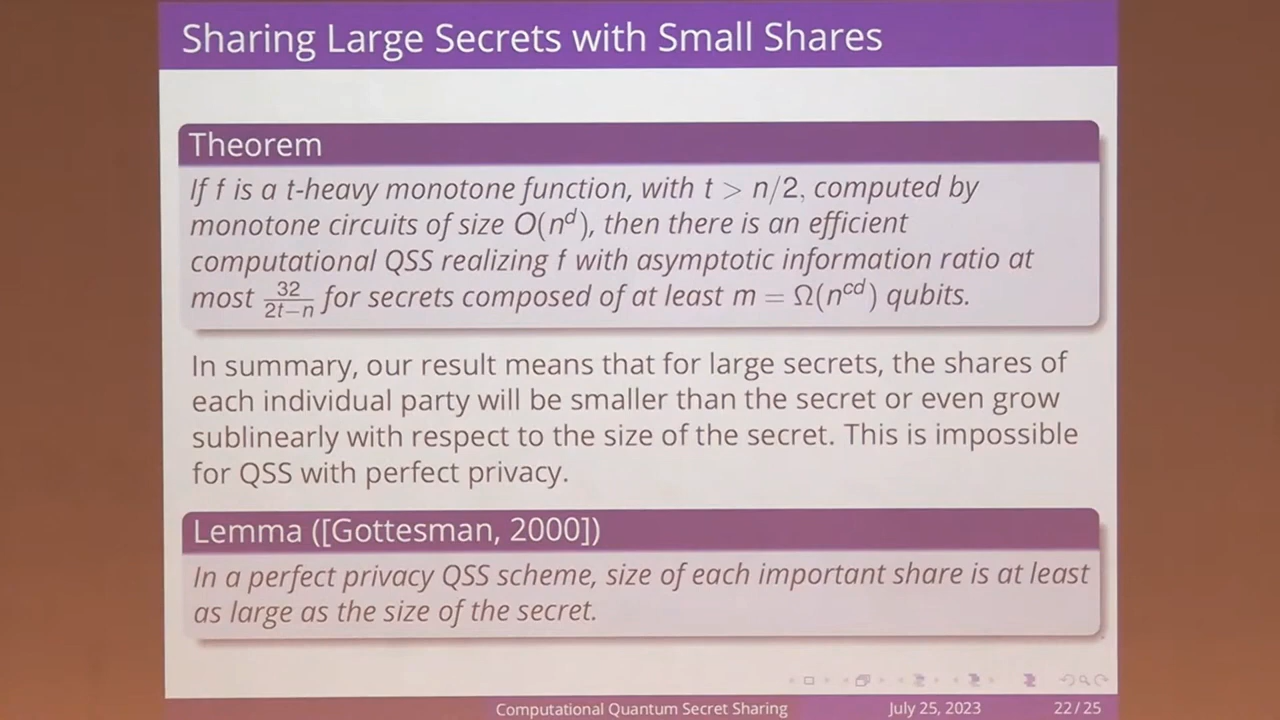 Sharing Large Secrets with Small Shares
Theorem
If f is a t-heavy monotone function, with t > n/2, computed by
monotone circuits of size O(n^d), then there is an efficient
computational QSS realizing f with asymptotic information ratio at
most 32/(2t−n) for secrets composed of at least m = Ω(n^{cd}) qubits.
In summary, our result means that for large secrets, the shares of
each individual party will be smaller than the secret or even grow
sublinearly with respect to the size of the secret. This is impossible
for QSS with perfect privacy.
Lemma ([Gottesman, 2000])
In a perfect privacy QSS scheme, size of each important share is at least
as large as the size of the secret.
Computational Quantum Secret Sharing July 25, 2023 22 / 25